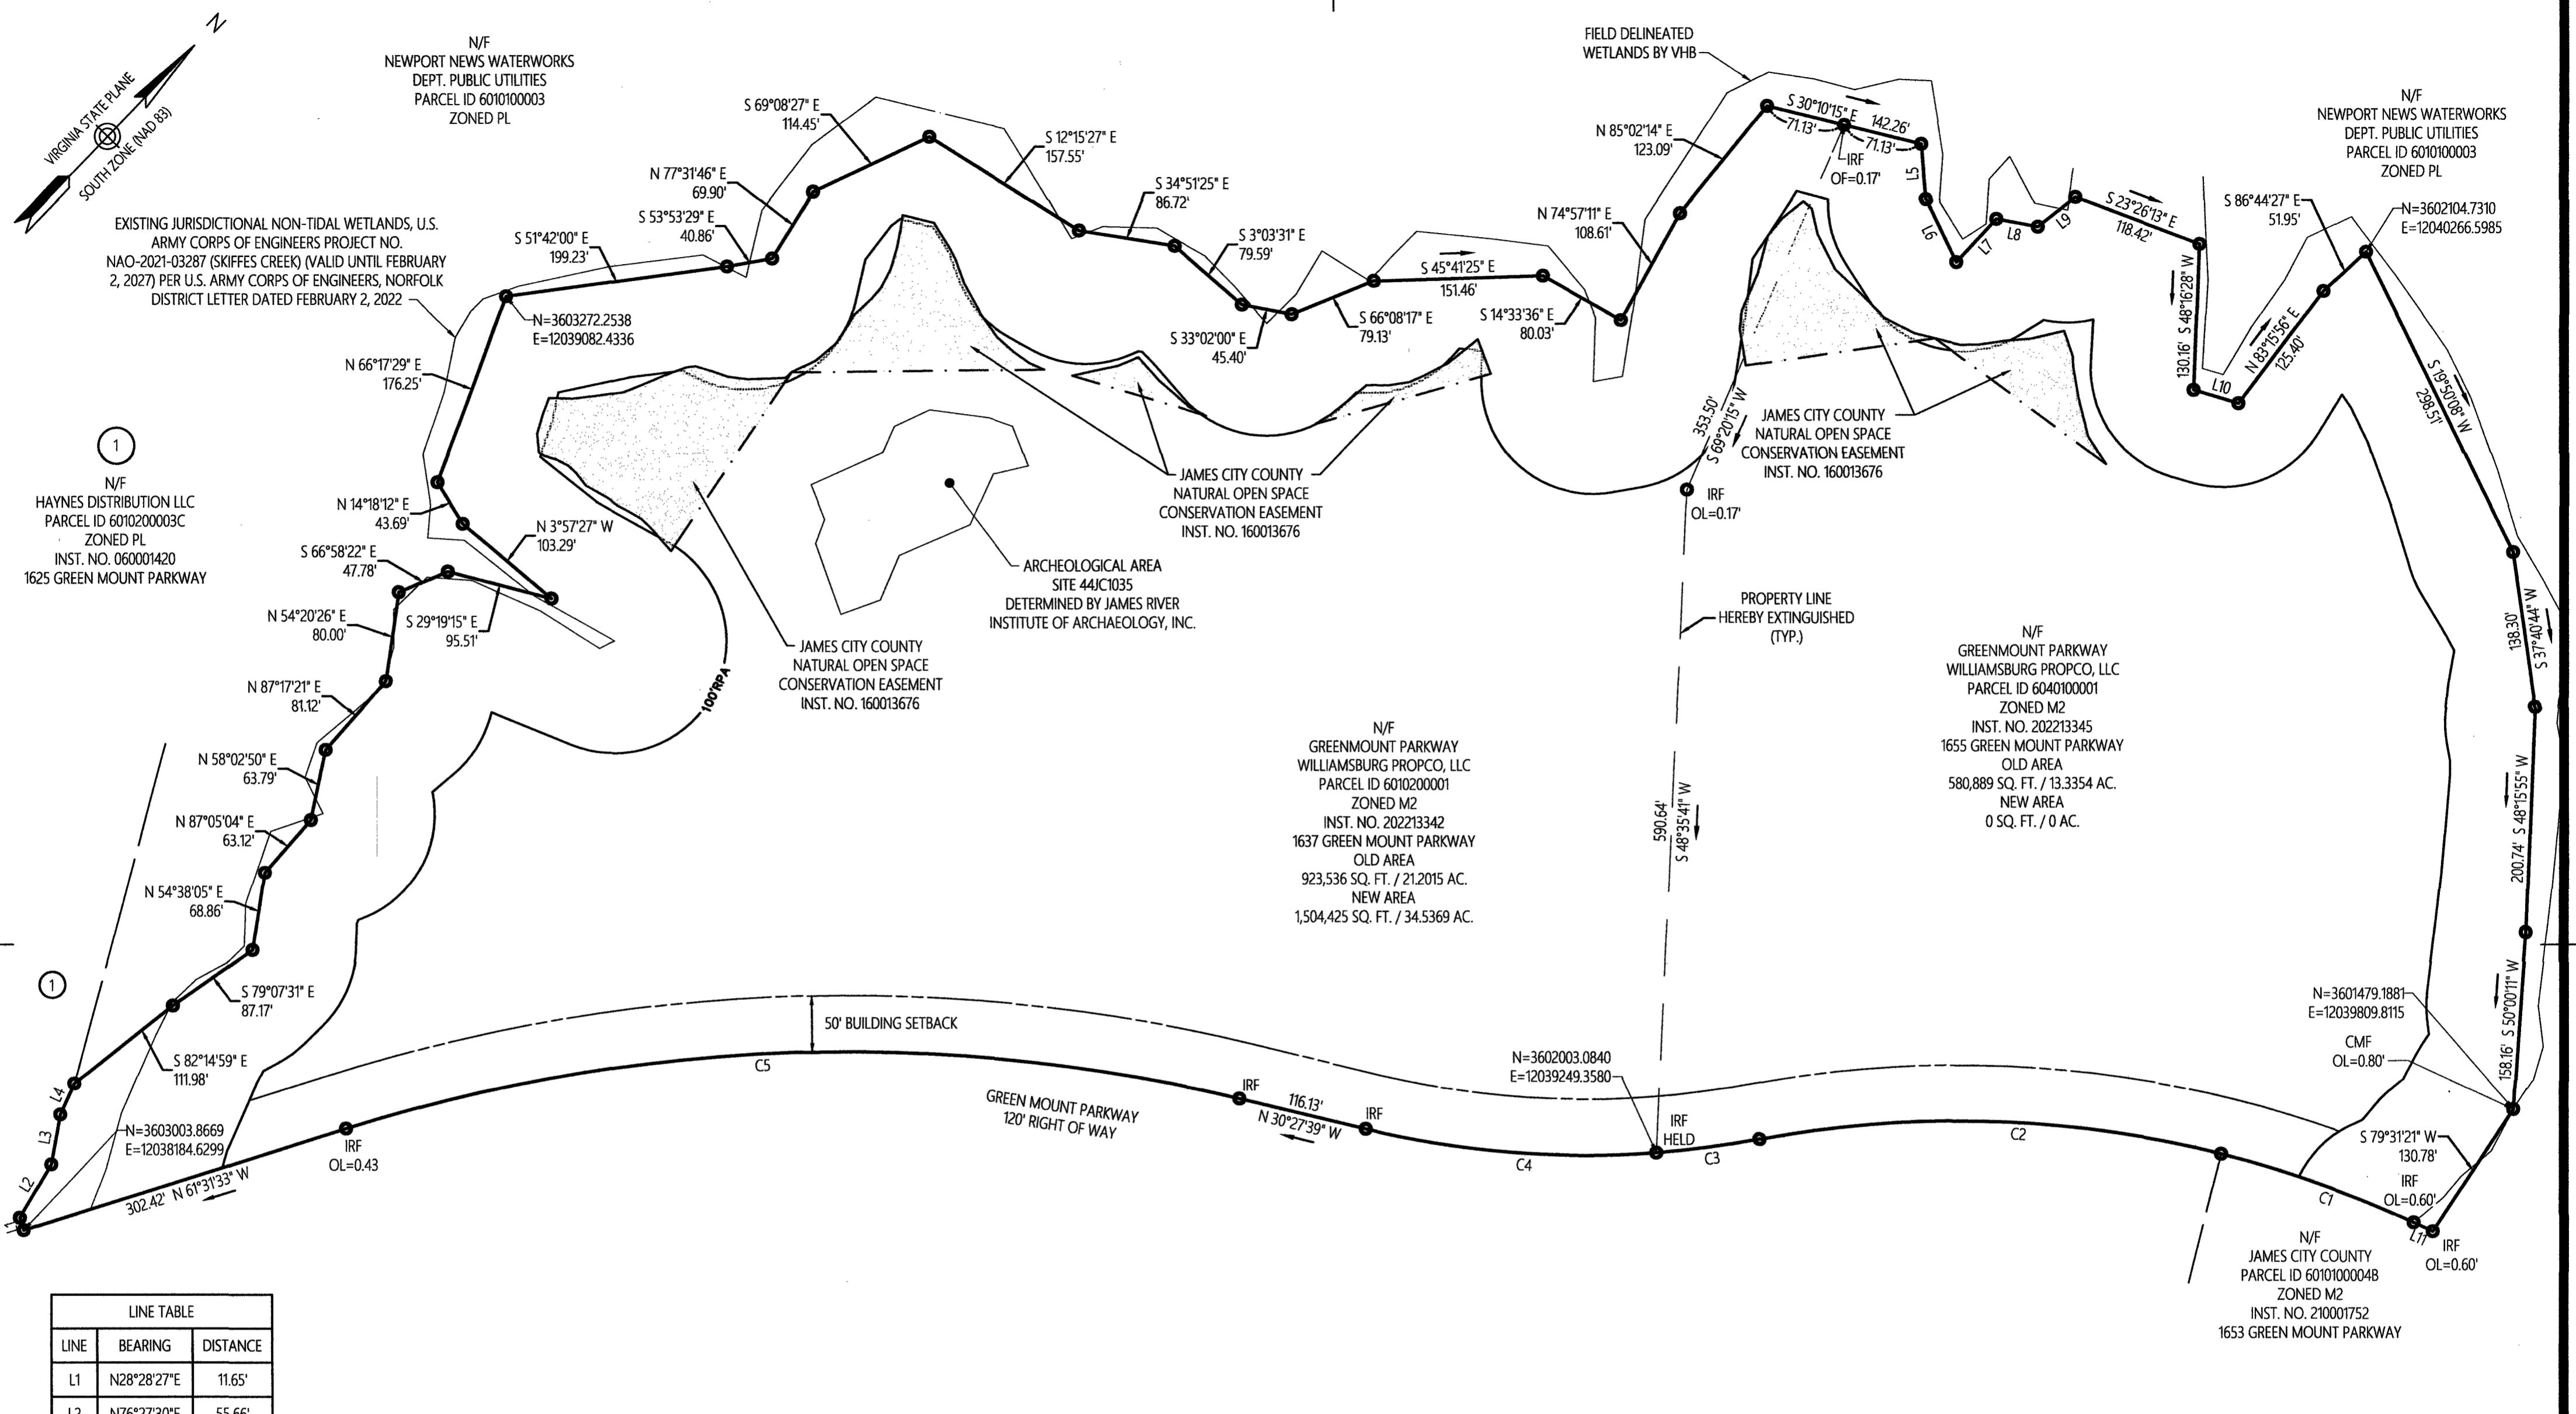 N
VIRGINIA STATE PLANE
SOUTH ZONE (NAD 83)
N/F
NEWPORT NEWS WATERWORKS
DEPT. PUBLIC UTILITIES
PARCEL ID 6010100003
ZONED PL
FIELD DELINEATED
WETLANDS BY VHB
N/F
NEWPORT NEWS WATERWORKS
DEPT. PUBLIC UTILITIES
PARCEL ID 6010100003
ZONED PL
EXISTING JURISDICTIONAL NON-TIDAL WETLANDS, U.S.
ARMY CORPS OF ENGINEERS PROJECT NO.
NAO-2021-03287 (SKIFFES CREEK) (VALID UNTIL FEBRUARY
2, 2027) PER U.S. ARMY CORPS OF ENGINEERS, NORFOLK
DISTRICT LETTER DATED FEBRUARY 2, 2022
S 51°42'00" E
199.23'
S 53°53'29" E
40.86'
N 77°31'46" E
69.90'
S 69°08'27" E
114.45'
S 12°15'27" E
157.55'
S 34°51'25" E
86.72'
S 3°03'31" E
79.59'
S 33°02'00" E
45.40'
S 66°08'17" E
79.13'
S 45°41'25" E
151.46'
S 14°33'36" E
80.03'
N 74°57'11" E
108.61'
N 85°02'14" E
123.09'
S 30°10'15" E 142.26'
71.13'
71.13'
IRF
OF=0.17'
L5
L6
L7
L8
L9
S 23°26'13" E
118.42'
130.16' S 48°16'28" W
L10
N 83°15'56" E
125.40'
S 86°44'27" E
51.95'
N=3602104.7310
E=12040266.5985
S 19°50'08" W
298.51'
138.30'
S 37°40'44" W
200.74' S 48°15'55" W
158.16' S 50°00'11" W
N=3603272.2538
E=12039082.4336
N 66°17'29" E
176.25'
N 14°18'12" E
43.69'
N 3°57'27" W
103.29'
S 66°58'22" E
47.78'
S 29°19'15" E
95.51'
N 54°20'26" E
80.00'
N 87°17'21" E
81.12'
N 58°02'50" E
63.79'
N 87°05'04" E
63.12'
N 54°38'05" E
68.86'
S 79°07'31" E
87.17'
S 82°14'59" E
111.98'
1
N/F
HAYNES DISTRIBUTION LLC
PARCEL ID 6010200003C
ZONED PL
INST. NO. 060001420
1625 GREEN MOUNT PARKWAY
1
L4
L3
L2
L1
N=3603003.8669
E=12038184.6299
302.42' N 61°31'33" W
IRF
OL=0.43
100'RPA
JAMES CITY COUNTY
NATURAL OPEN SPACE
CONSERVATION EASEMENT
INST. NO. 160013676
ARCHEOLOGICAL AREA
SITE 44JC1035
DETERMINED BY JAMES RIVER
INSTITUTE OF ARCHAEOLOGY, INC.
JAMES CITY COUNTY
NATURAL OPEN SPACE
CONSERVATION EASEMENT
INST. NO. 160013676
JAMES CITY COUNTY
NATURAL OPEN SPACE
CONSERVATION EASEMENT
INST. NO. 160013676
353.50'
S 69°20'15" W
IRF
OL=0.17'
PROPERTY LINE
HEREBY EXTINGUISHED
(TYP.)
590.64'
S 48°35'41" W
N/F
GREENMOUNT PARKWAY
WILLIAMSBURG PROPCO, LLC
PARCEL ID 6010200001
ZONED M2
INST. NO. 202213342
1637 GREEN MOUNT PARKWAY
OLD AREA
923,536 SQ. FT. / 21.2015 AC.
NEW AREA
1,504,425 SQ. FT. / 34.5369 AC.
N/F
GREENMOUNT PARKWAY
WILLIAMSBURG PROPCO, LLC
PARCEL ID 6040100001
ZONED M2
INST. NO. 202213345
1655 GREEN MOUNT PARKWAY
OLD AREA
580,889 SQ. FT. / 13.3354 AC.
NEW AREA
0 SQ. FT. / 0 AC.
50' BUILDING SETBACK
C5
GREEN MOUNT PARKWAY
120' RIGHT OF WAY
IRF
116.13'
N 30°27'39" W
IRF
C4
N=3602003.0840
E=12039249.3580
IRF
HELD
C3
C2
C1
N=3601479.1881
E=12039809.8115
CMF
OL=0.80'
S 79°31'21" W
130.78'
IRF
OL=0.60'
L11
IRF
OL=0.60'
N/F
JAMES CITY COUNTY
PARCEL ID 6010100004B
ZONED M2
INST. NO. 210001752
1653 GREEN MOUNT PARKWAY
LINE TABLE
LINE BEARING DISTANCE
L1 N28°28'27"E 11.65'
L2 N76°27'30"E 55.66'